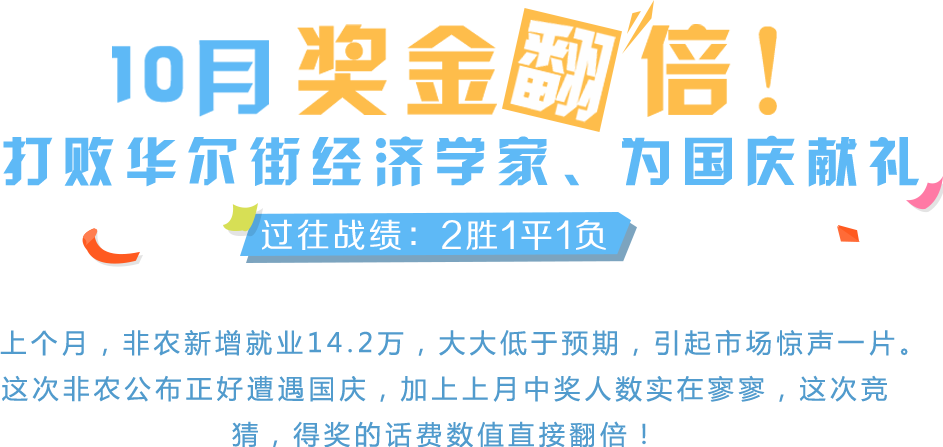 10月奖金翻倍！
打败华尔街经济学家、为国庆献礼
过往战绩：2胜1平1负
上个月，非农新增就业14.2万，大大低于预期，引起市场惊声一片。
这次非农公布正好遭遇国庆，加上上月中奖人数实在寥寥，这次竞
猜，得奖的话费数值直接翻倍！